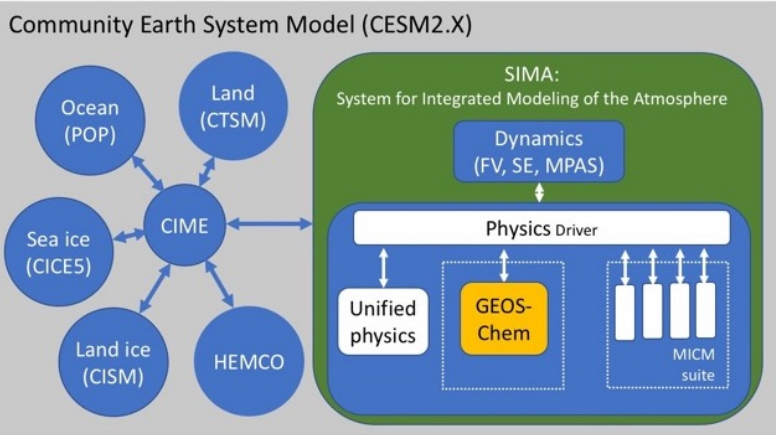 Community Earth System Model (CESM2.X)
Ocean
(POP)
Land
(CTSM)
CIME
Sea ice
(CICE5)
Land ice
(CISM)
HEMCO
SIMA:
System for Integrated Modeling of the Atmosphere
Dynamics
(FV, SE, MPAS)
Physics Driver
Unified
physics
GEOS-
Chem
MICM
suite